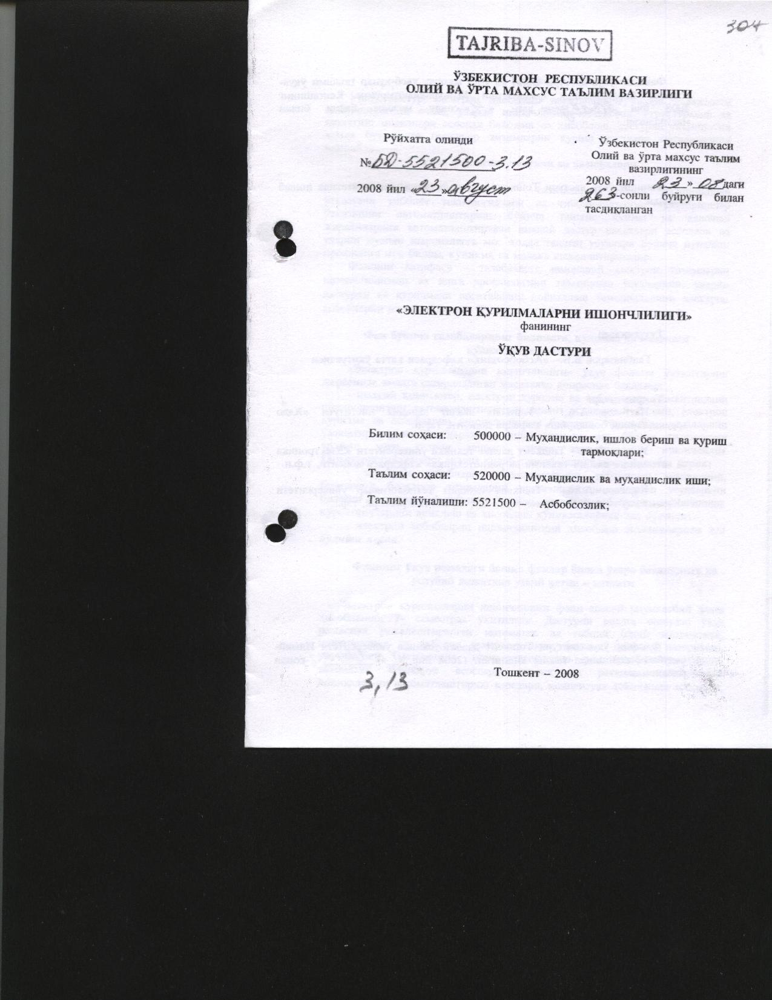 304
TAJRIBA-SINOV
ЎЗБЕКИСТОН РЕСПУБЛИКАСИ
ОЛИЙ ВА ЎРТА МАХСУС ТАЪЛИМ ВАЗИРЛИГИ
Рўйхатга олинди
№ БД-5521500-3.13
2008 йил «23» август
Ўзбекистон Республикаси
Олий ва ўрта махсус таълим
вазирлигининг
2008 йил 23 » 08 даги
263-сонли буйруғи билан
тасдиқланган
«ЭЛЕКТРОН ҚУРИЛМАЛАРНИ ИШОНЧЛИЛИГИ»
фанининг
ЎҚУВ ДАСТУРИ
Билим соҳаси: 500000 – Муҳандислик, ишлов бериш ва қуриш
тармоқлари;
Таълим соҳаси: 520000 – Муҳандислик ва муҳандислик иши;
Таълим йўналиши: 5521500 – Асбобсозлик;
Тошкент – 2008
3,13